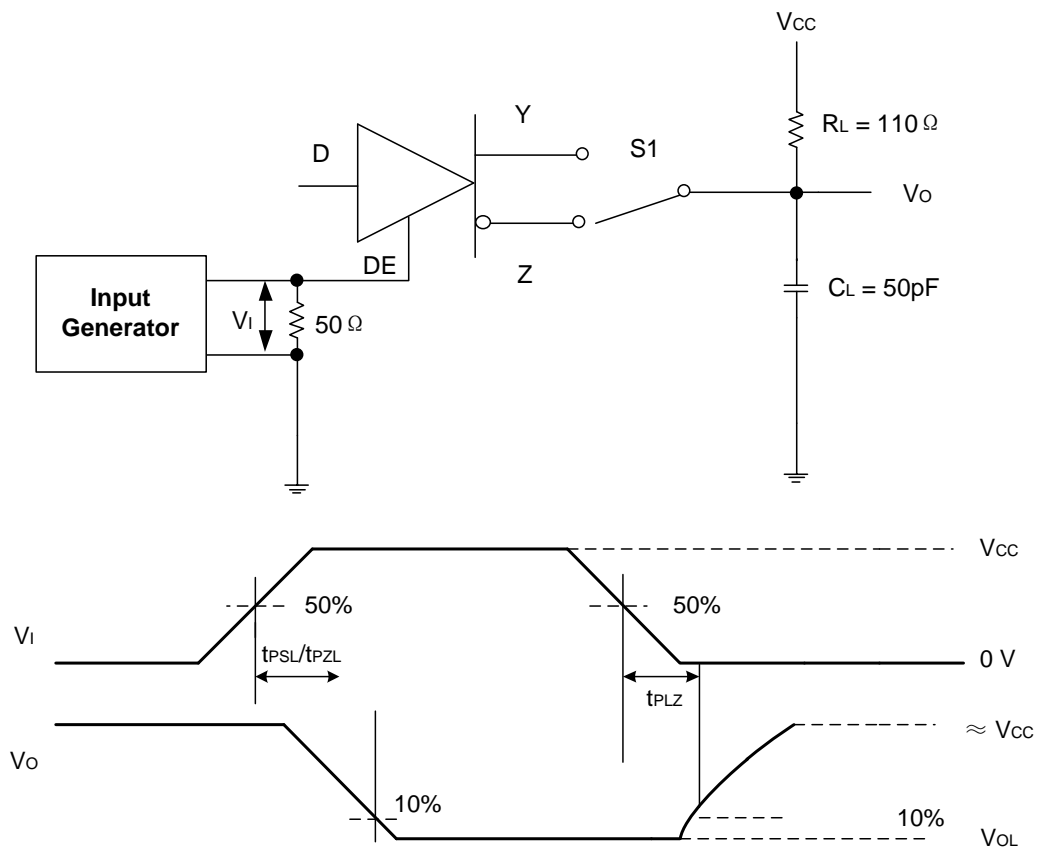 VCC
Y
RL = 110 Ω
D
S1
VO
DE
Z
CL = 50pF
Input
Generator
VI
50 Ω
VCC
50%
50%
VI
tPSL/tPZL
0 V
tPLZ
≈ VCC
VO
10%
10%
VOL